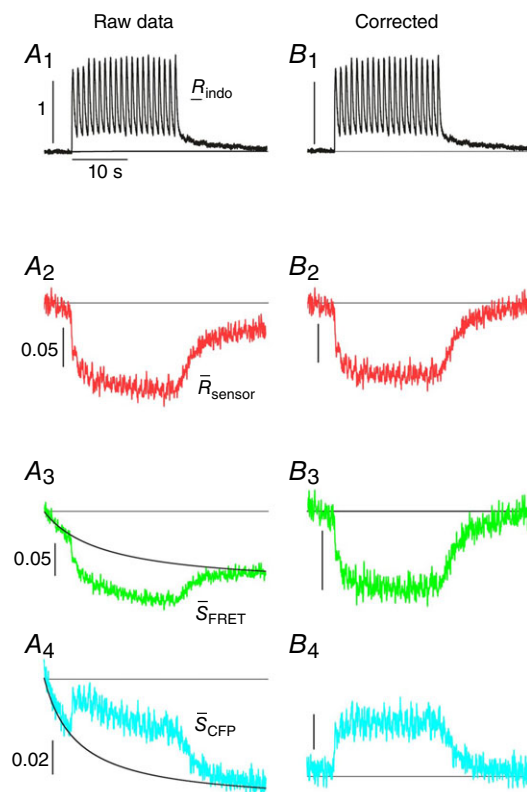 Raw data
Corrected
A1
B1
R̲indo
1
10 s
A2
B2
0.05
R̄sensor
A3
B3
0.05
S̄FRET
A4
B4
S̄CFP
0.02